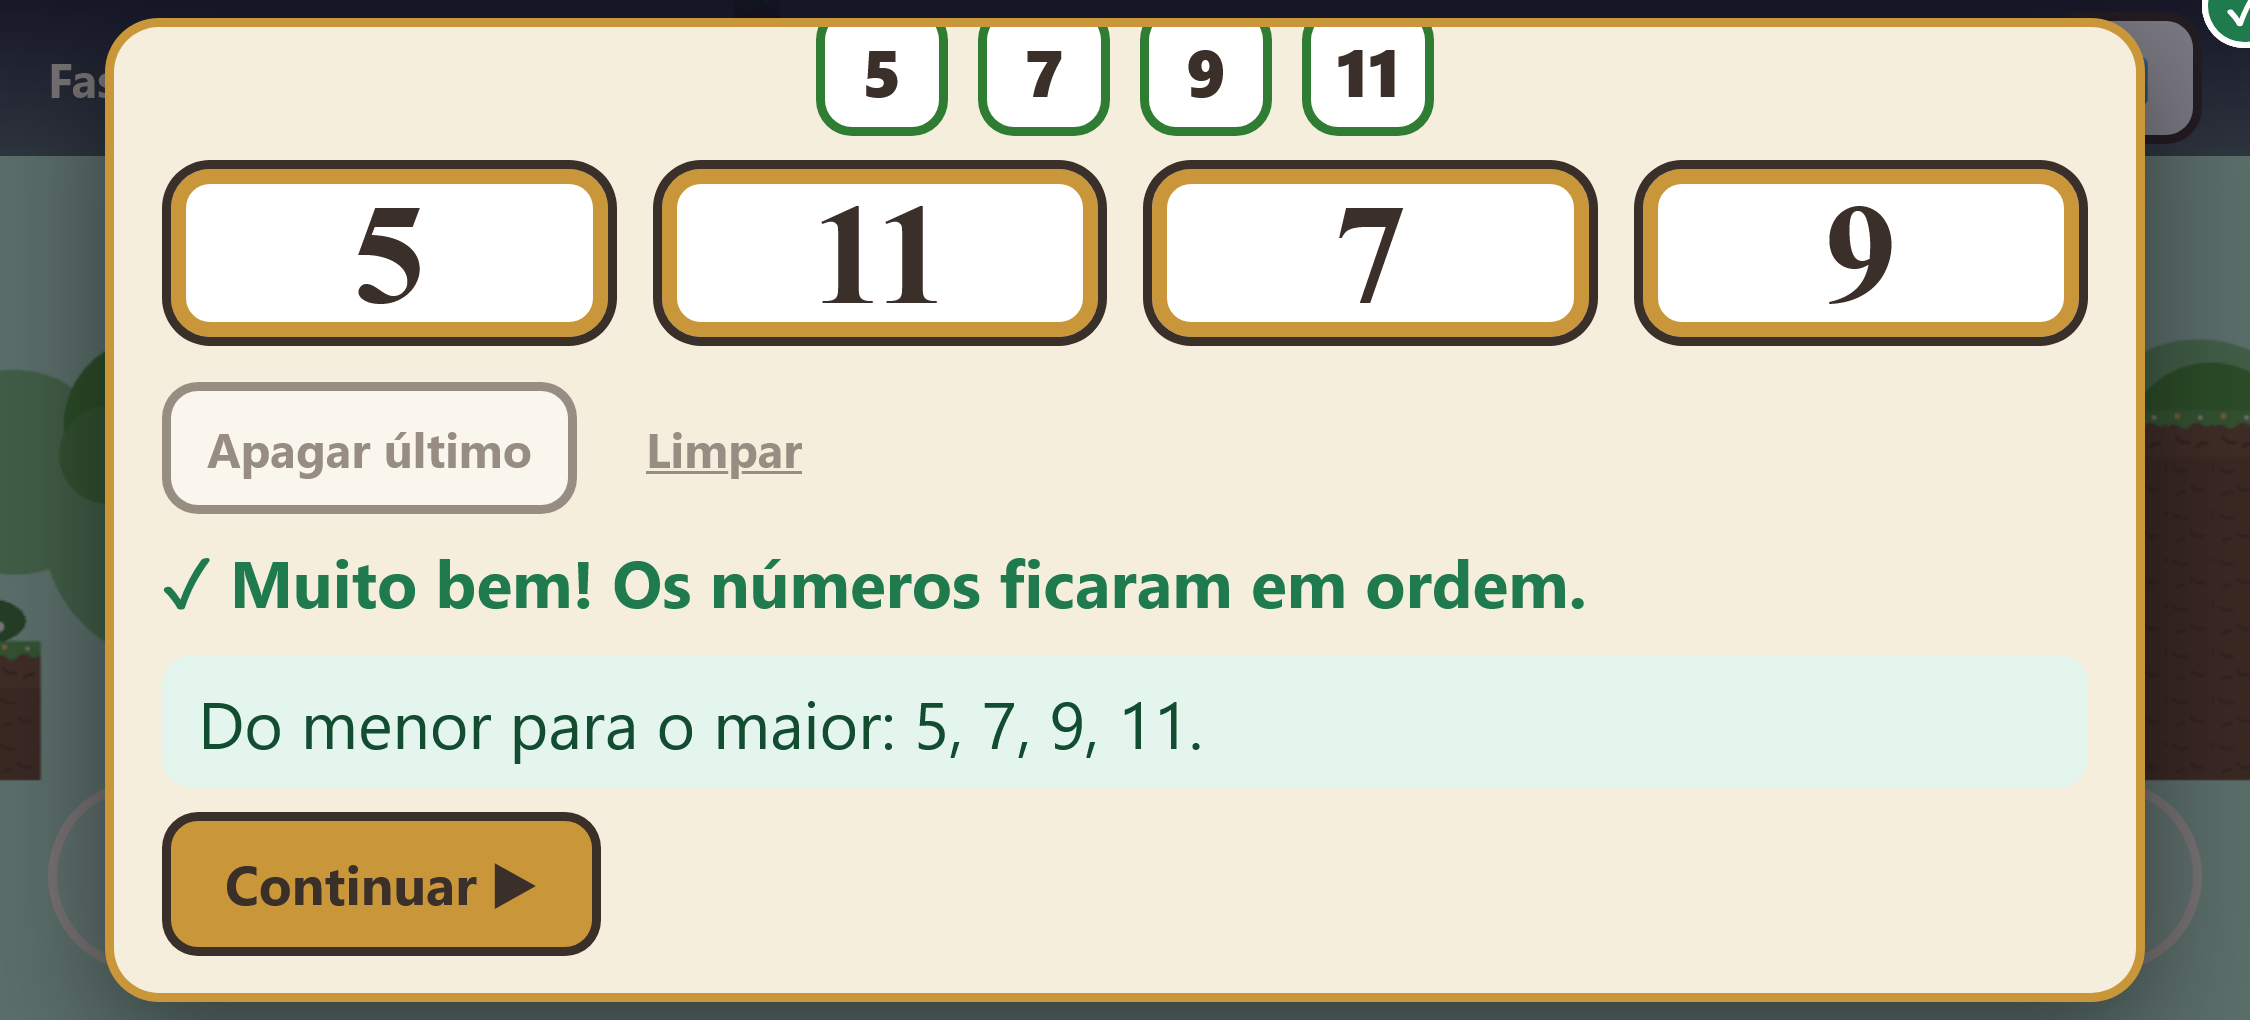 Fas
5 7 9 11
5 11 7 9
Apagar último Limpar
✓ Muito bem! Os números ficaram em ordem.
Do menor para o maior: 5, 7, 9, 11.
Continuar ▶